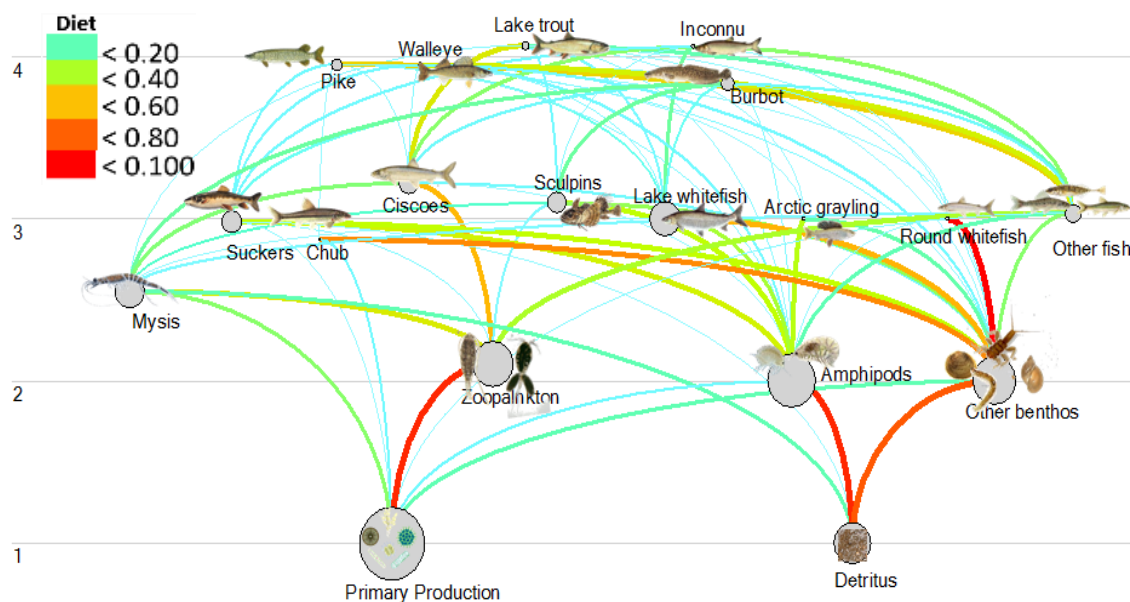 Diet
< 0.20
< 0.40
< 0.60
< 0.80
< 0.100
Lake trout
Inconnu
Walleye
4
Pike
Burbot
Sculpins
Lake whitefish
Ciscoes
Arctic grayling
3
Round whitefish
Other fish
Suckers
Chub
Mysis
Amphipods
2
Zoopalnkton
Other benthos
1
Primary Production
Detritus